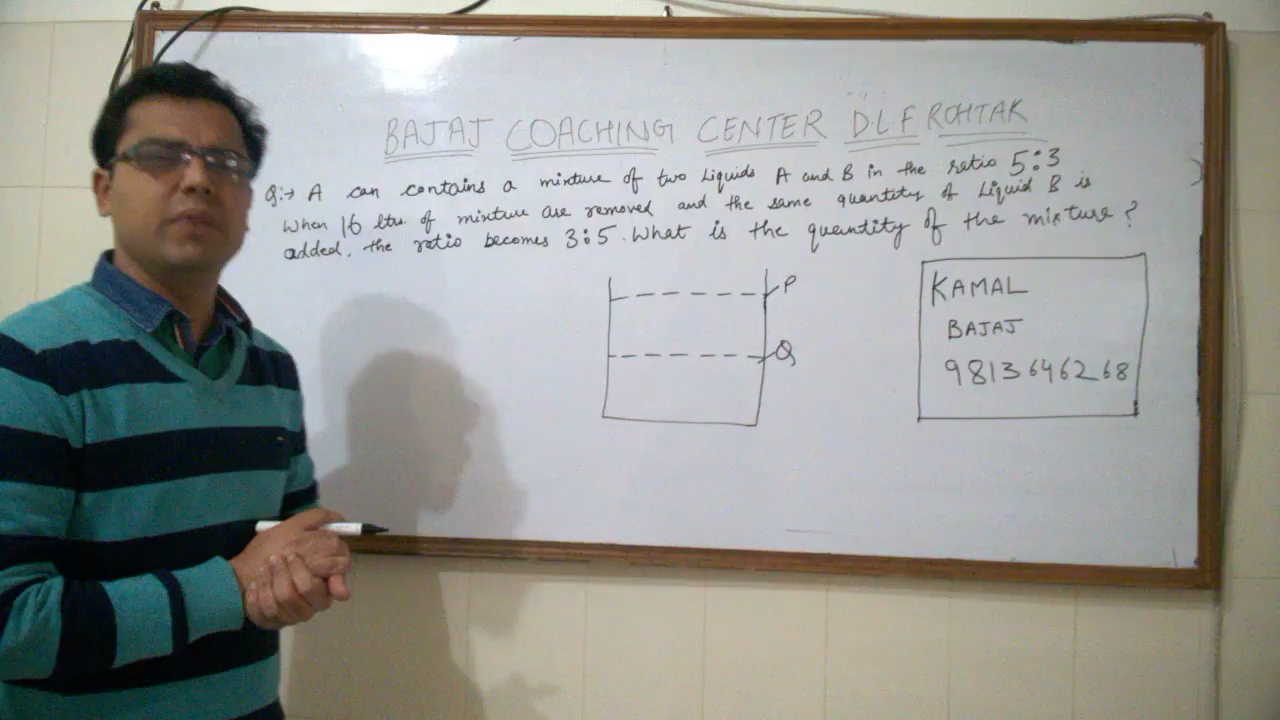 BAJAJ COACHING CENTER DLF ROHTAK
Q:→ A can contains a mixture of two Liquids A and B in the ratio 5:3
When 16 ltrs of mixture are removed and the same quantity of Liquid B is
added, the ratio becomes 3:5. What is the quantity of the mixture?
P
Q
KAMAL
BAJAJ
9813646268